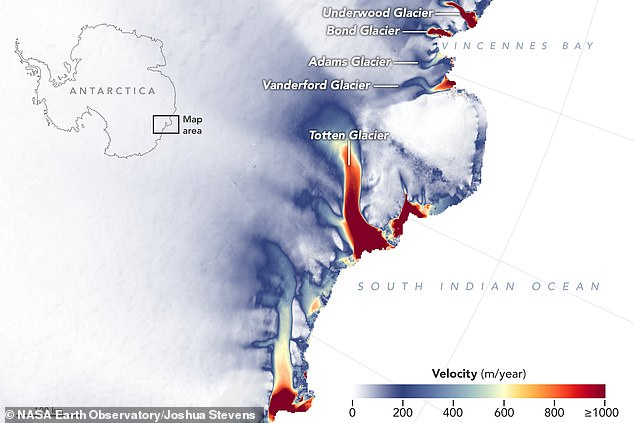 Underwood Glacier
Bond Glacier
VINCENNES BAY
Adams Glacier
Vanderford Glacier
ANTARCTICA
Map
area
Totten Glacier
SOUTH INDIAN OCEAN
Velocity (m/year)
0 200 400 600 800 ≥1000
© NASA Earth Observatory/Joshua Stevens